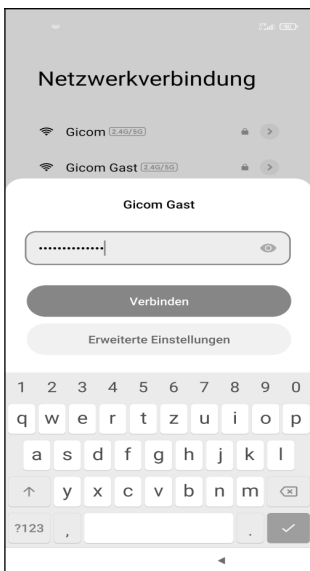 Netzwerkverbindung
Gicom 2.4G/5G
Gicom Gast 2.4G/5G
Gicom Gast
••••••••••••••
Verbinden
Erweiterte Einstellungen
1 2 3 4 5 6 7 8 9 0
q w e r t z u i o p
a s d f g h j k l
y x c v b n m
?123 , .